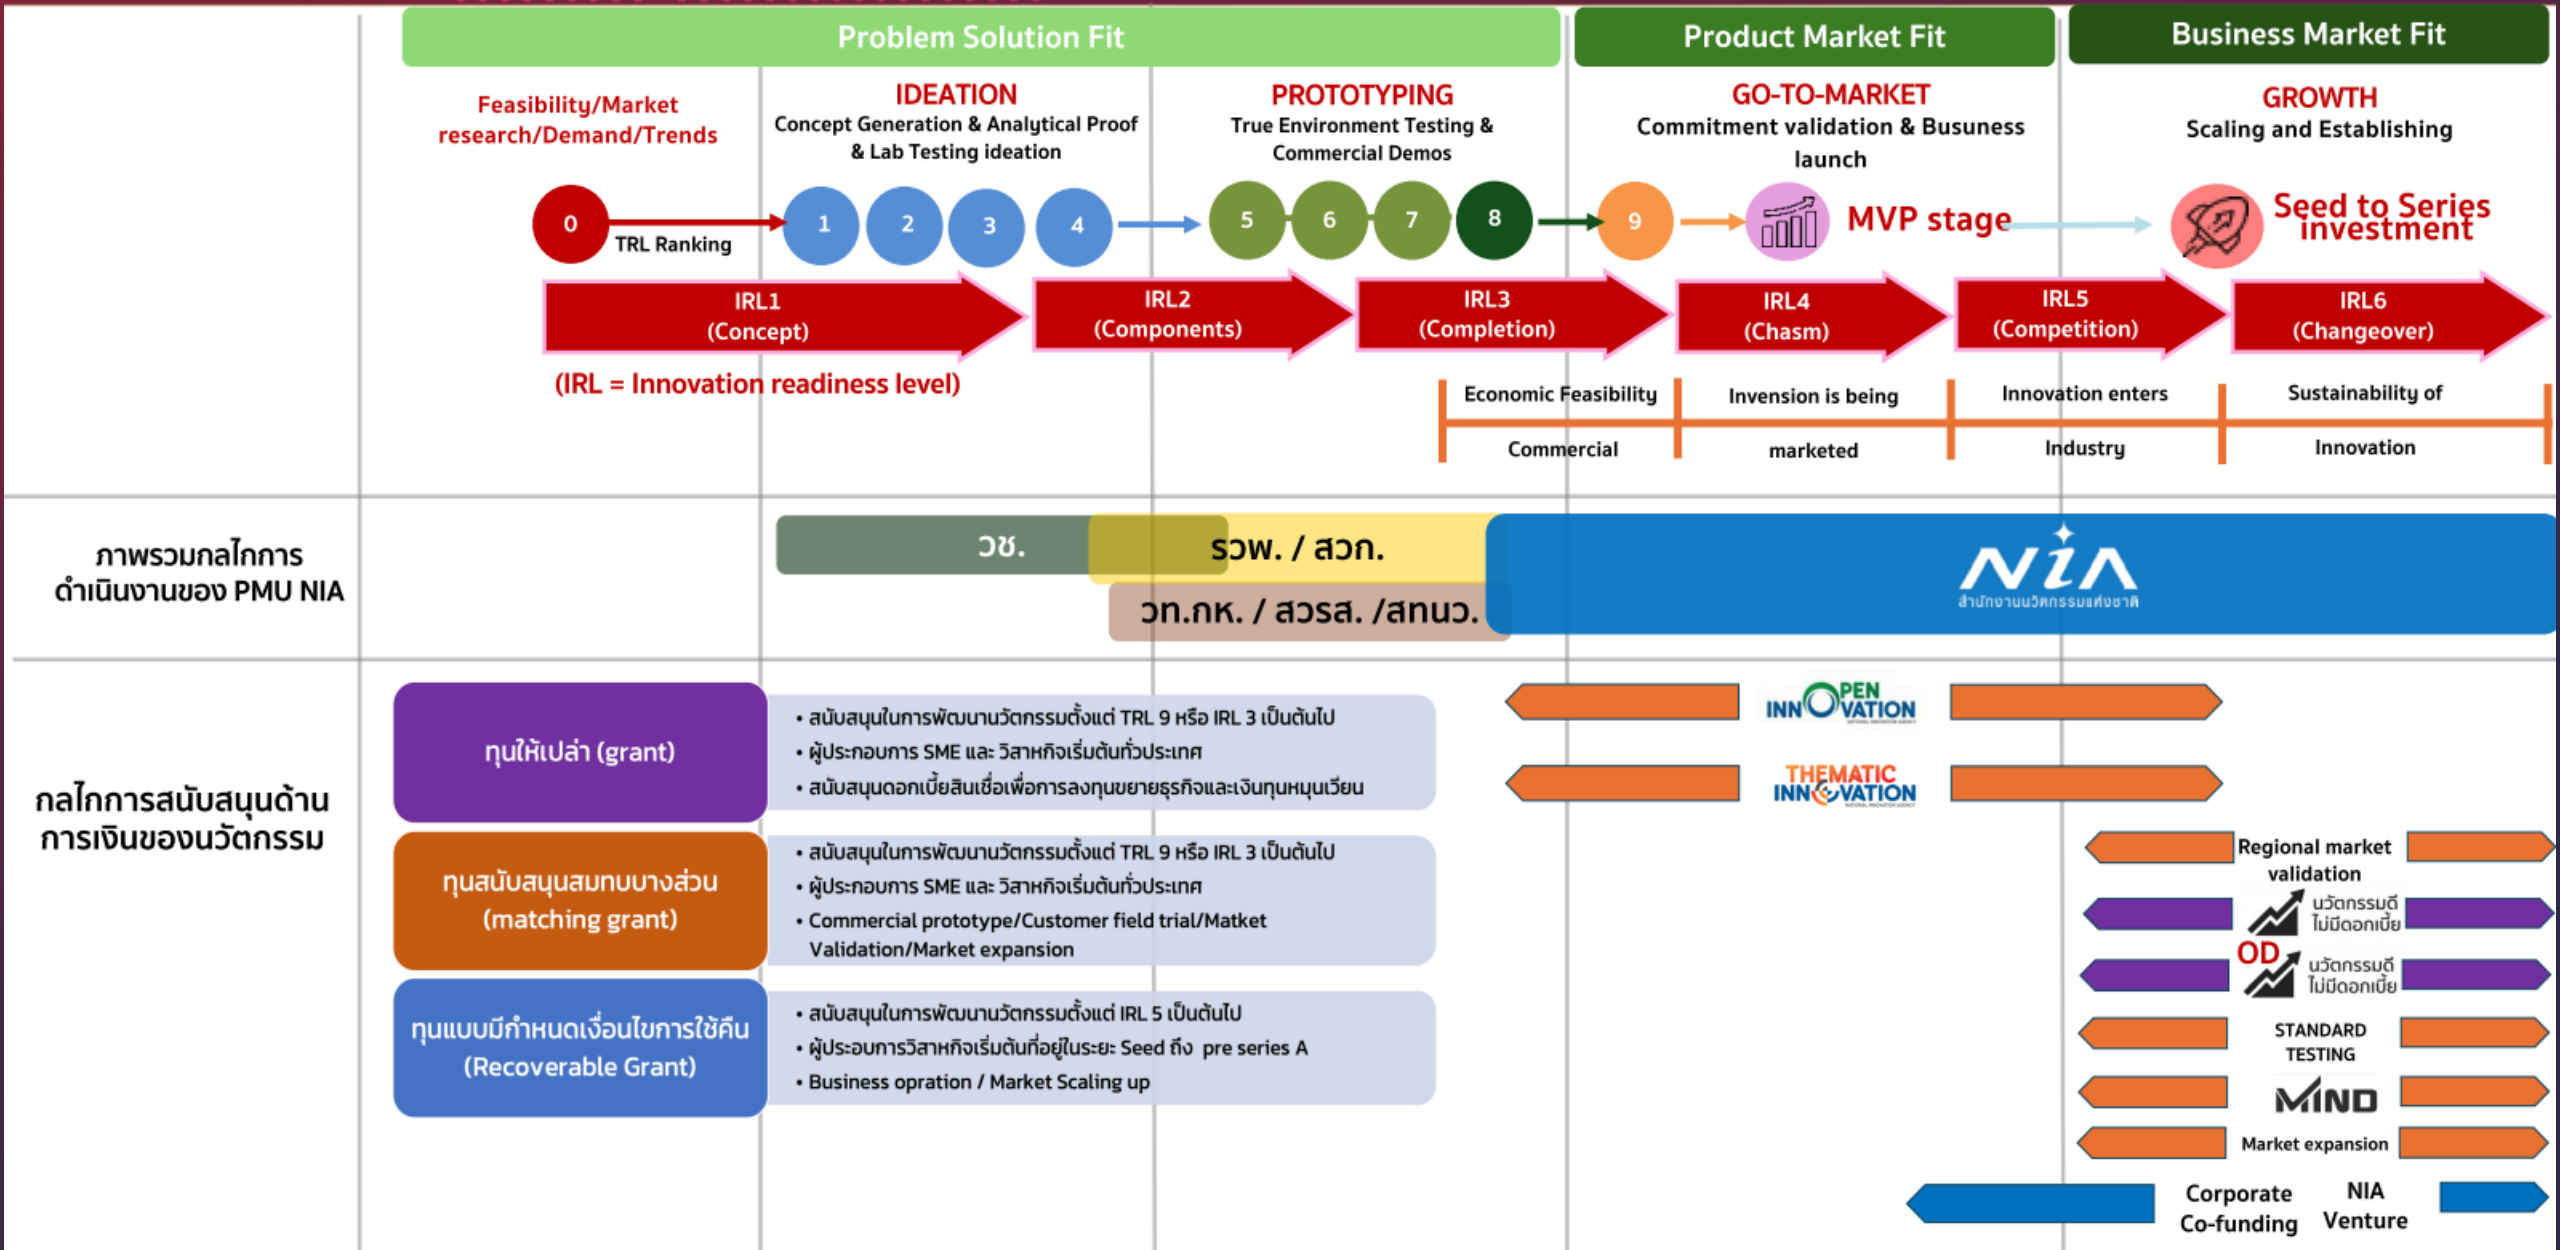 Problem Solution Fit
Product Market Fit
Business Market Fit
Feasibility/Market
research/Demand/Trends
IDEATION
Concept Generation & Analytical Proof
& Lab Testing ideation
PROTOTYPING
True Environment Testing &
Commercial Demos
GO-TO-MARKET
Commitment validation & Busuness
launch
GROWTH
Scaling and Establishing
0
TRL Ranking
1
2
3
4
5
6
7
8
9
MVP stage
Seed to Series
investment
IRL1
(Concept)
IRL2
(Components)
IRL3
(Completion)
IRL4
(Chasm)
IRL5
(Competition)
IRL6
(Changeover)
(IRL = Innovation readiness level)
Economic Feasibility
Commercial
Invension is being
marketed
Innovation enters
Industry
Sustainability of
Innovation
ภาพรวมกลไกการ
ดำเนินงานของ PMU NIA
วช.
รวพ. / สวก.
วท.กห. / สวรส. /สทนว.
NiA
สำนักงานนวัตกรรมแห่งชาติ
กลไกการสนับสนุนด้าน
การเงินของนวัตกรรม
ทุนให้เปล่า (grant)
• สนับสนุนในการพัฒนานวัตกรรมตั้งแต่ TRL 9 หรือ IRL 3 เป็นต้นไป
• ผู้ประกอบการ SME และ วิสาหกิจเริ่มต้นทั่วประเทศ
• สนับสนุนดอกเบี้ยสินเชื่อเพื่อการลงทุนขยายธุรกิจและเงินทุนหมุนเวียน
ทุนสนับสนุนสมทบบางส่วน
(matching grant)
• สนับสนุนในการพัฒนานวัตกรรมตั้งแต่ TRL 9 หรือ IRL 3 เป็นต้นไป
• ผู้ประกอบการ SME และ วิสาหกิจเริ่มต้นทั่วประเทศ
• Commercial prototype/Customer field trial/Matket
Validation/Market expansion
ทุนแบบมีกำหนดเงื่อนไขการใช้คืน
(Recoverable Grant)
• สนับสนุนในการพัฒนานวัตกรรมตั้งแต่ IRL 5 เป็นต้นไป
• ผู้ประอบการวิสาหกิจเริ่มต้นที่อยู่ในระยะ Seed ถึง pre series A
• Business opration / Market Scaling up
OPEN
INNOVATION
THEMATIC
INNOVATION
Regional market
validation
นวัตกรรมดี
ไม่มีดอกเบี้ย
OD
นวัตกรรมดี
ไม่มีดอกเบี้ย
STANDARD
TESTING
MIND
Market expansion
Corporate
Co-funding
NIA
Venture